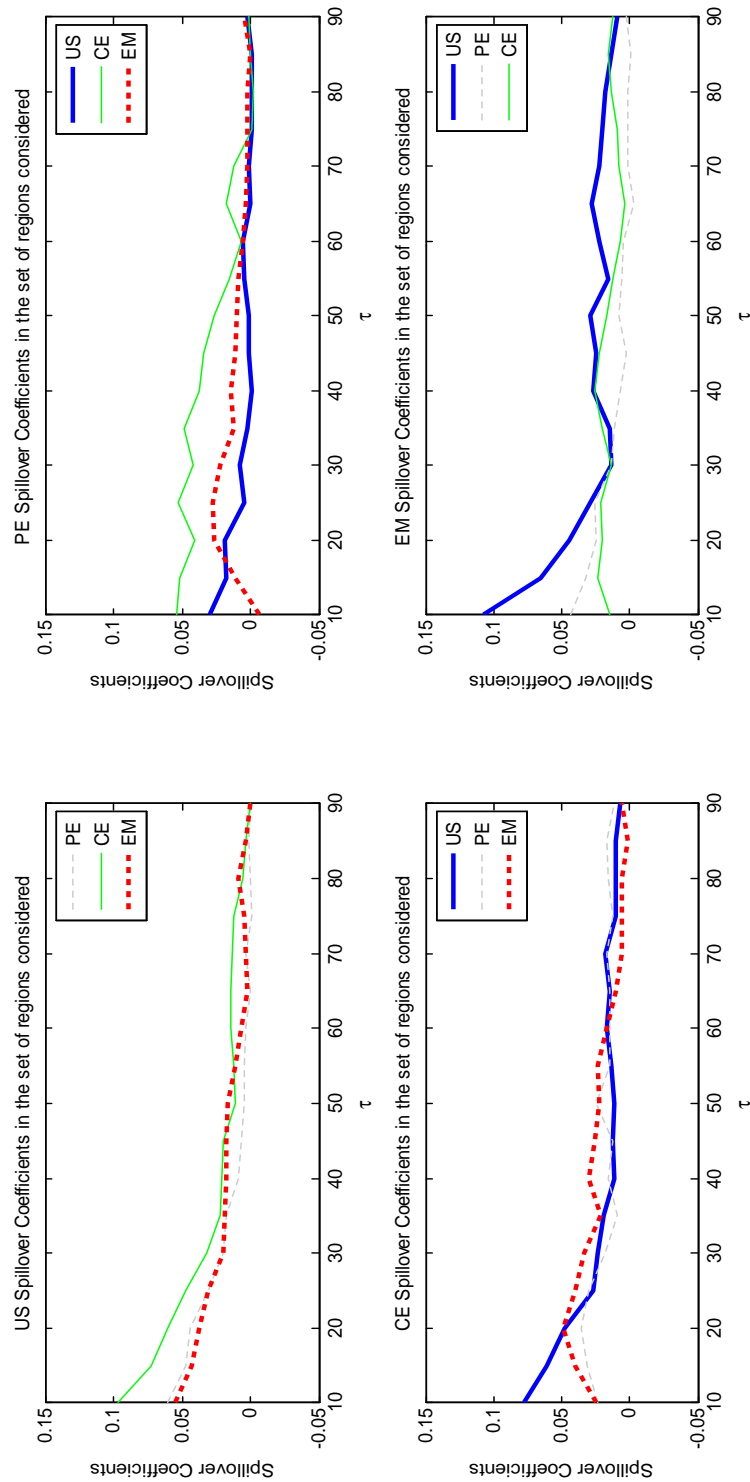 US Spillover Coefficients in the set of regions considered
Spillover Coefficients
0.15
0.1
0.05
0
-0.05
10 20 30 40 50 60 70 80 90
τ
PE
CE
EM
PE Spillover Coefficients in the set of regions considered
Spillover Coefficients
0.15
0.1
0.05
0
-0.05
10 20 30 40 50 60 70 80 90
τ
US
CE
EM
CE Spillover Coefficients in the set of regions considered
Spillover Coefficients
0.15
0.1
0.05
0
-0.05
10 20 30 40 50 60 70 80 90
τ
US
PE
EM
EM Spillover Coefficients in the set of regions considered
Spillover Coefficients
0.15
0.1
0.05
0
-0.05
10 20 30 40 50 60 70 80 90
τ
US
PE
CE